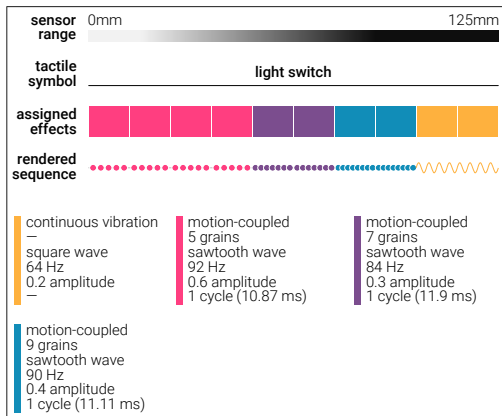 sensor range 0mm 125mm
tactile symbol light switch
assigned effects
rendered sequence
continuous vibration
—
square wave
64 Hz
0.2 amplitude
—
motion-coupled
5 grains
sawtooth wave
92 Hz
0.6 amplitude
1 cycle (10.87 ms)
motion-coupled
7 grains
sawtooth wave
84 Hz
0.3 amplitude
1 cycle (11.9 ms)
motion-coupled
9 grains
sawtooth wave
90 Hz
0.4 amplitude
1 cycle (11.11 ms)